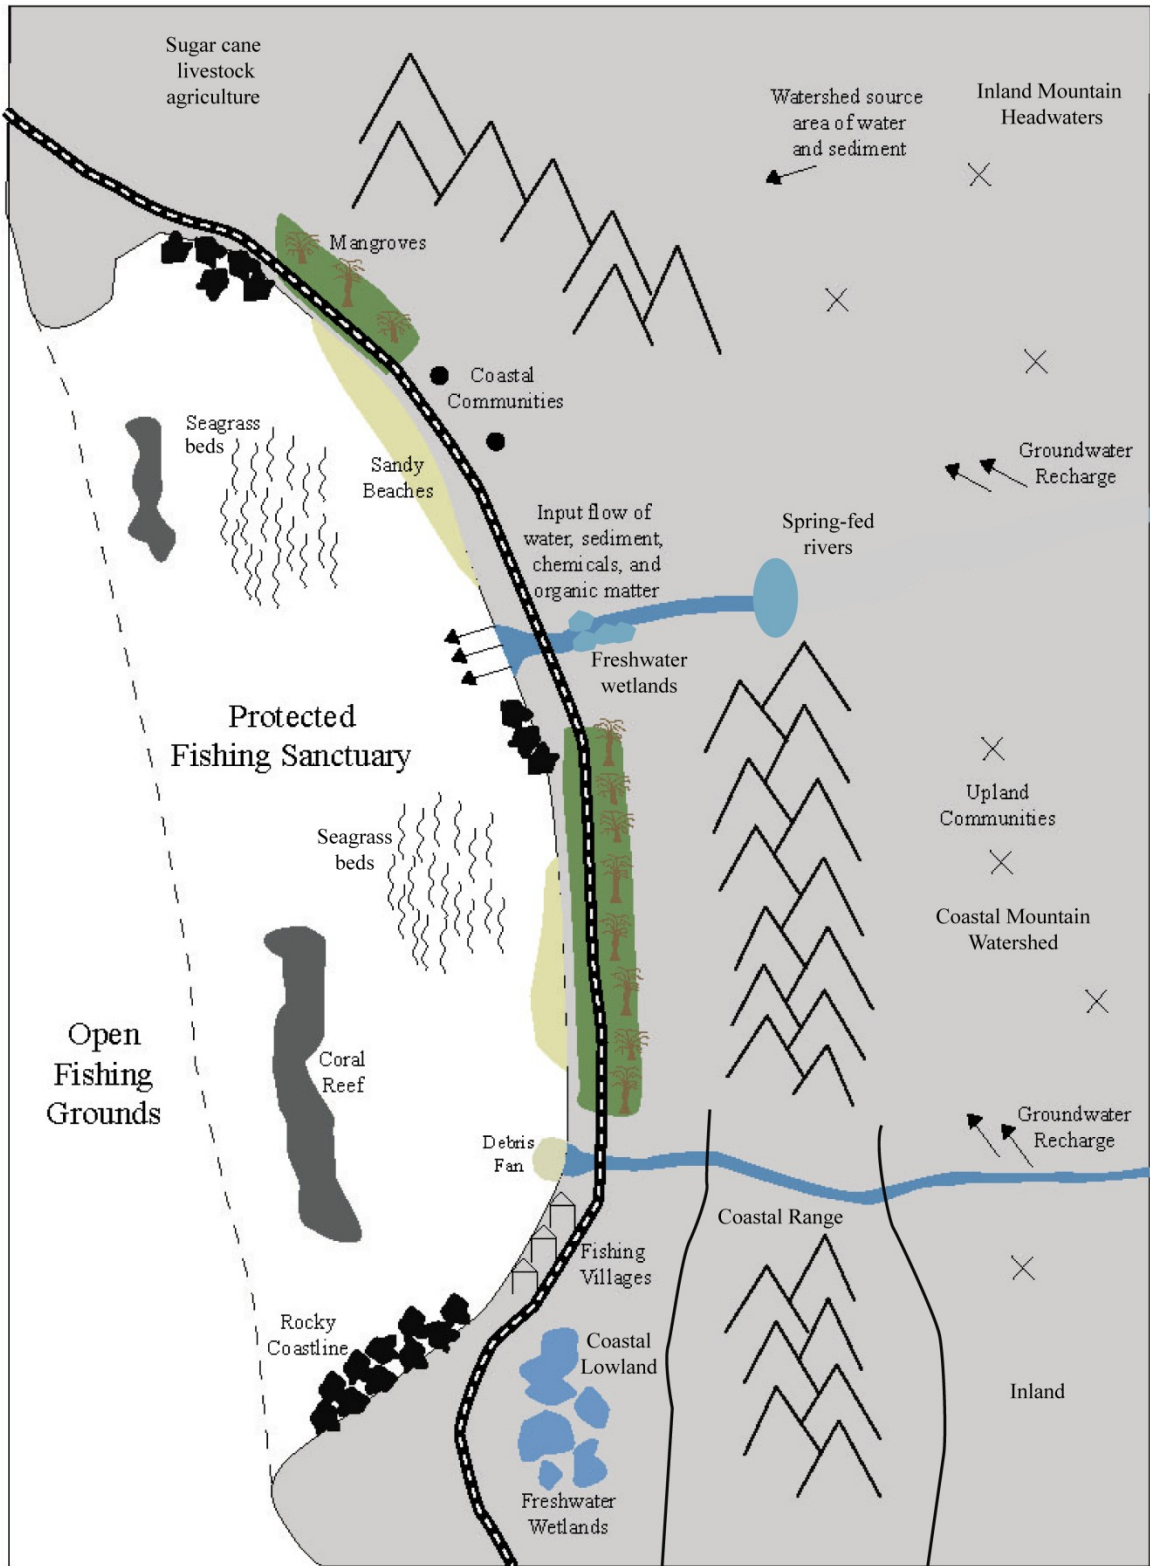 Sugar cane
livestock
agriculture
Watershed source
area of water
and sediment
Inland Mountain
Headwaters
Mangroves
Coastal
Communities
Seagrass
beds
Sandy
Beaches
Groundwater
Recharge
Input flow of
water, sediment,
chemicals, and
organic matter
Spring-fed
rivers
Freshwater
wetlands
Protected
Fishing Sanctuary
Upland
Communities
Seagrass
beds
Coastal Mountain
Watershed
Open
Fishing
Grounds
Coral
Reef
Debris
Fan
Groundwater
Recharge
Coastal Range
Fishing
Villages
Rocky
Coastline
Coastal
Lowland
Inland
Freshwater
Wetlands